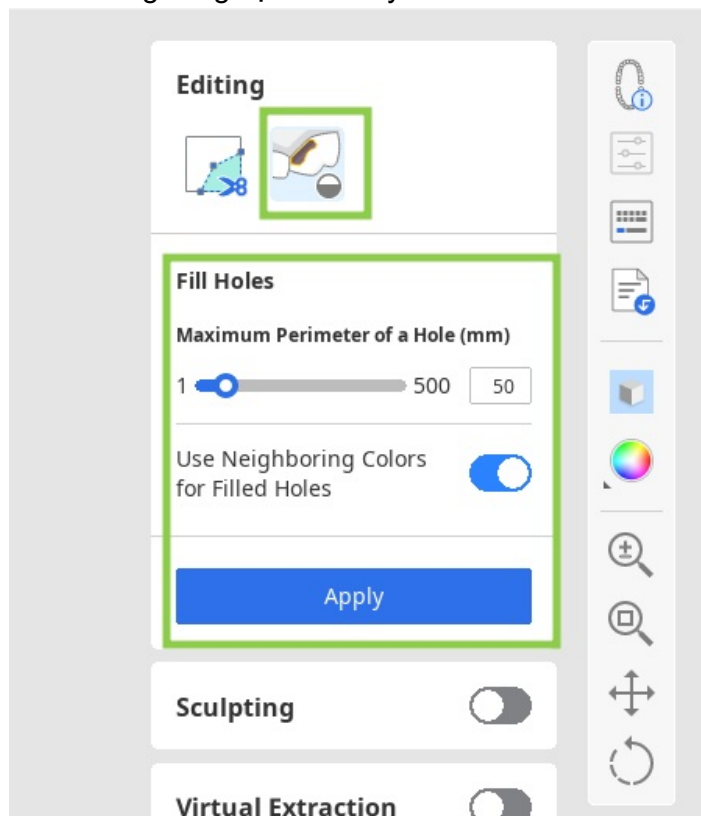 Editing
Fill Holes
Maximum Perimeter of a Hole (mm)
1 500 50
Use Neighboring Colors
for Filled Holes
Apply
Sculpting
Virtual Extraction